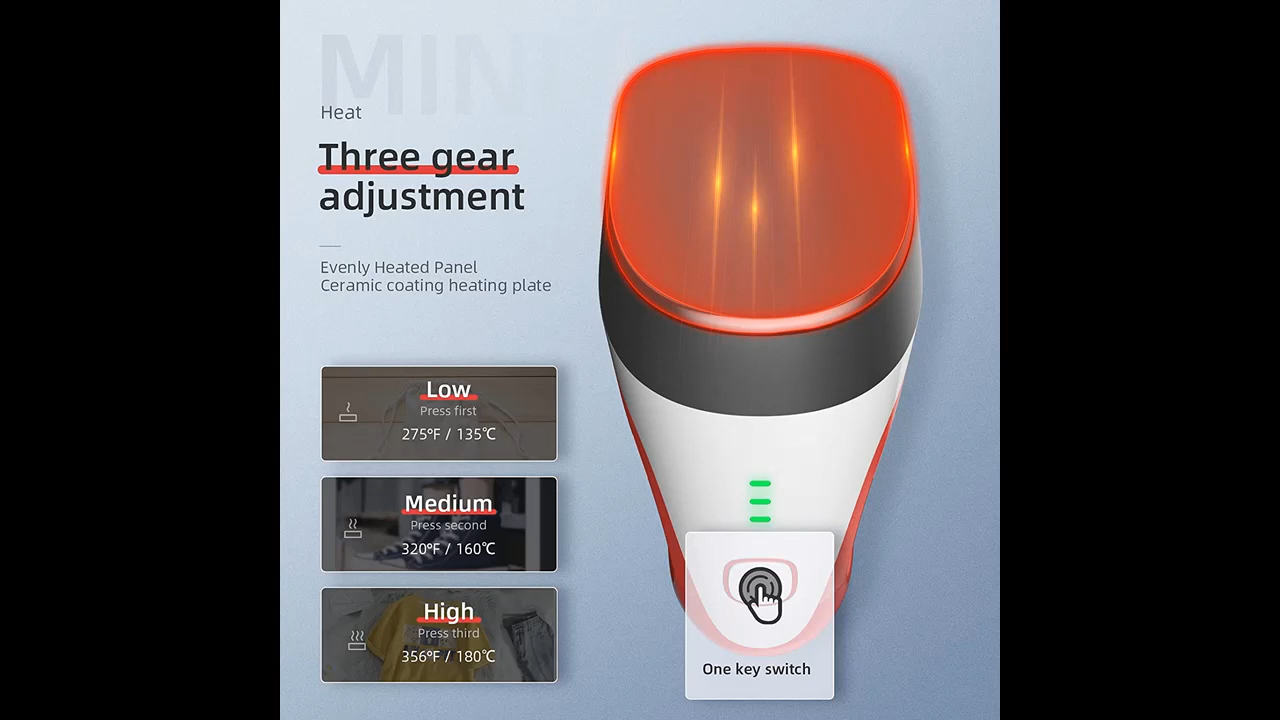 MIN
Heat
Three gear
adjustment
Evenly Heated Panel
Ceramic coating heating plate
Low
Press first
275°F / 135℃
Medium
Press second
320°F / 160℃
High
Press third
356°F / 180℃
One key switch